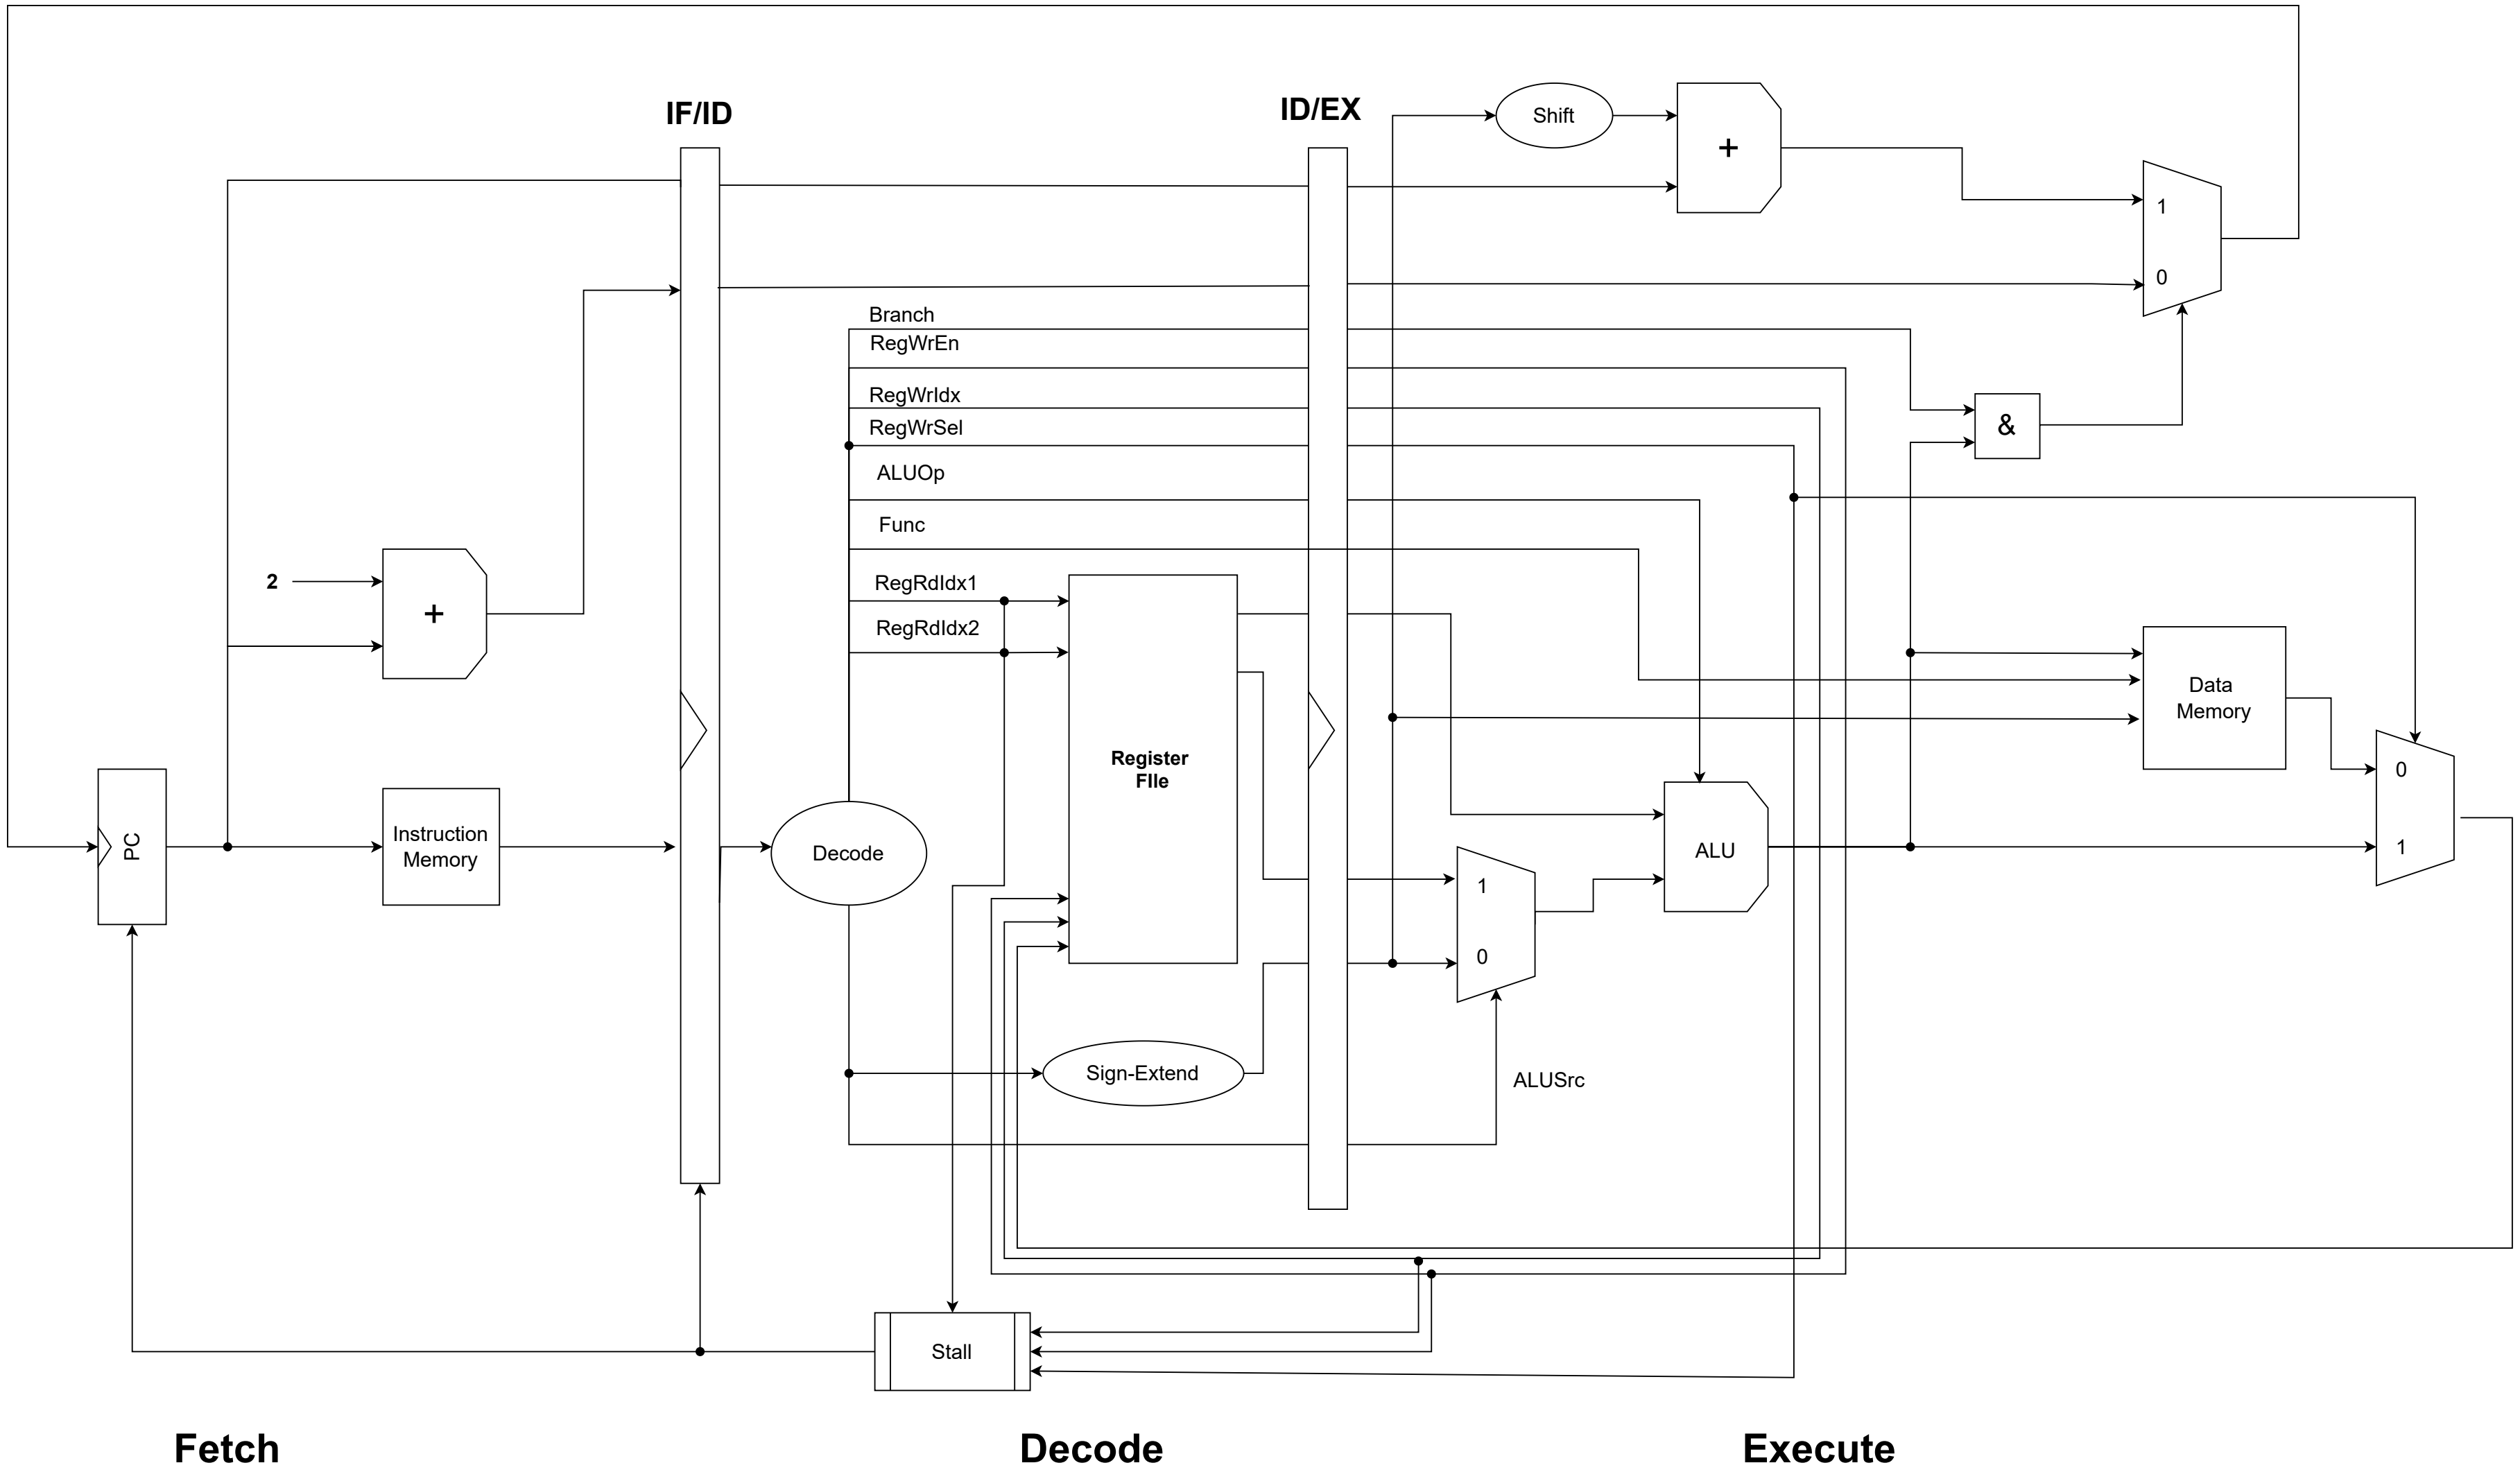 IF/ID
ID/EX
Shift
+
1
0
Branch
RegWrEn
RegWrIdx
RegWrSel
&
ALUOp
Func
2
+
RegRdIdx1
RegRdIdx2
Register
FIle
Data
Memory
0
1
PC
Instruction
Memory
Decode
ALU
1
0
Sign-Extend
ALUSrc
Stall
Fetch
Decode
Execute